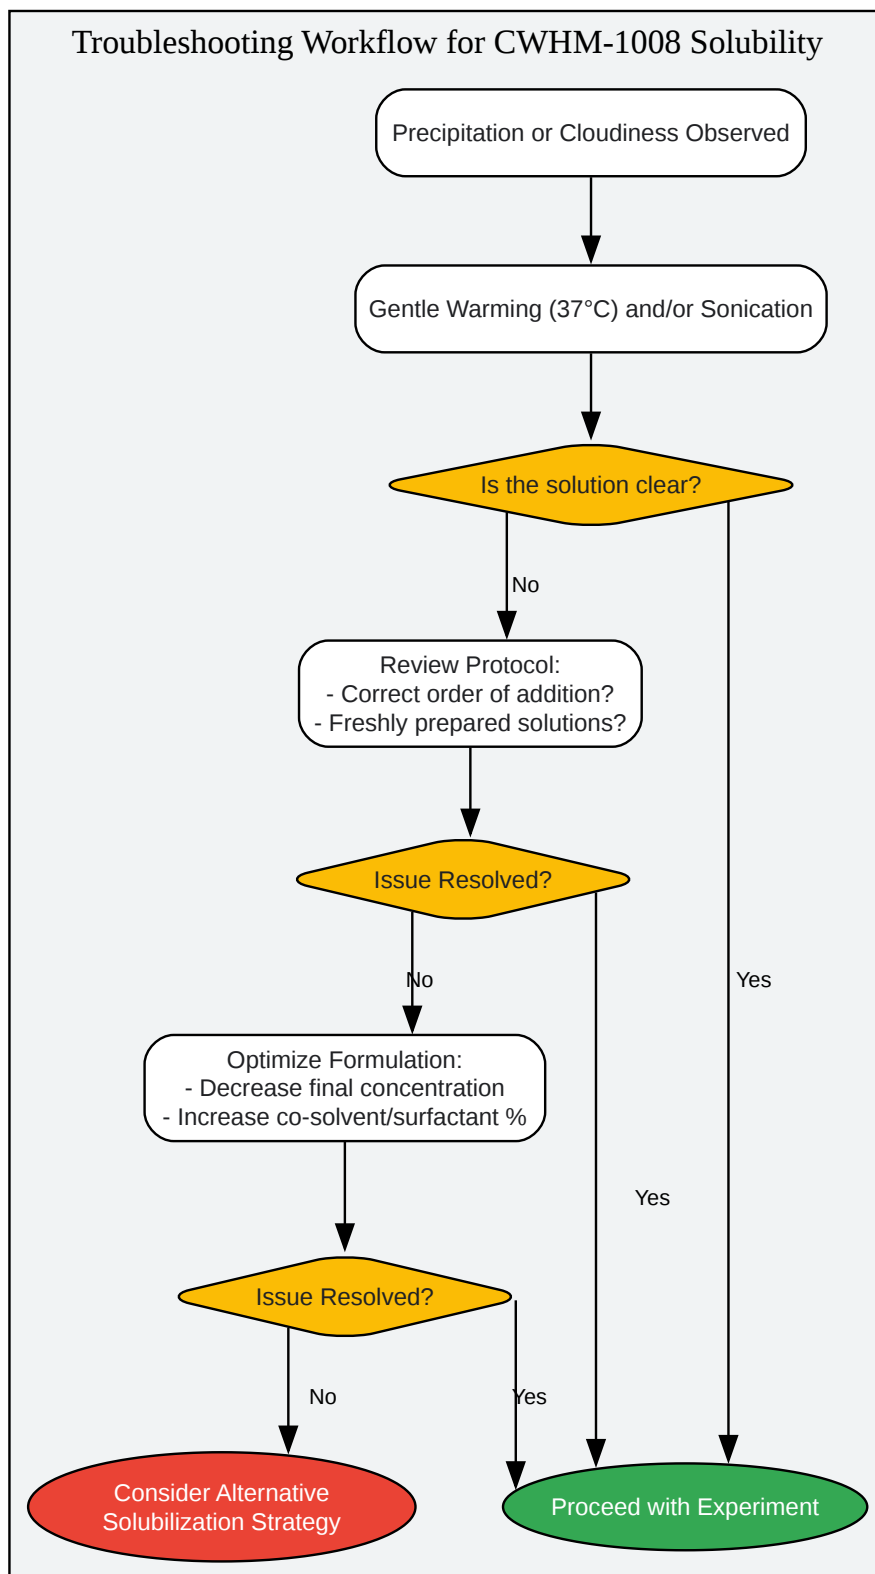 Troubleshooting Workflow for CWHM-1008 Solubility
Precipitation or Cloudiness Observed
Gentle Warming (37°C) and/or Sonication
Is the solution clear?
No
Review Protocol:
- Correct order of addition?
- Freshly prepared solutions?
Issue Resolved?
No
Yes
Optimize Formulation:
- Decrease final concentration
- Increase co-solvent/surfactant %
Yes
Issue Resolved?
No
Yes
Consider Alternative
Solubilization Strategy
Proceed with Experiment